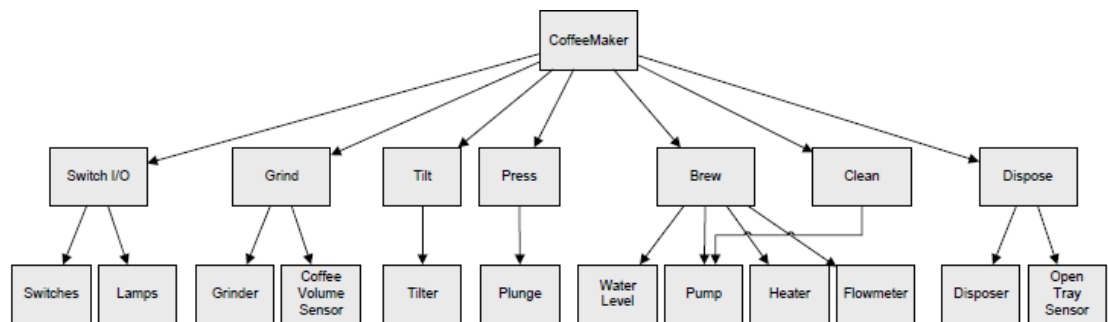 CoffeeMaker
Switch I/O
Grind
Tilt
Press
Brew
Clean
Dispose
Switches
Lamps
Grinder
Coffee
Volume
Sensor
Tilter
Plunge
Water
Level
Pump
Heater
Flowmeter
Disposer
Open
Tray
Sensor